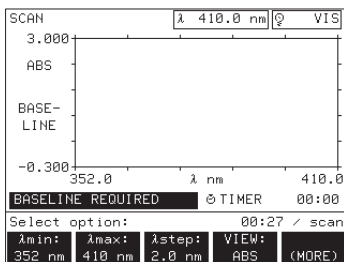 SCAN λ 410.0 nm VIS
3.000
ABS
BASE-
LINE
-0.300
352.0 λ nm 410.0
BASELINE REQUIRED TIMER 00:00
Select option: 00:27 / scan
λmin: λmax: λstep: VIEW:
352 nm 410 nm 2.0 nm ABS (MORE)